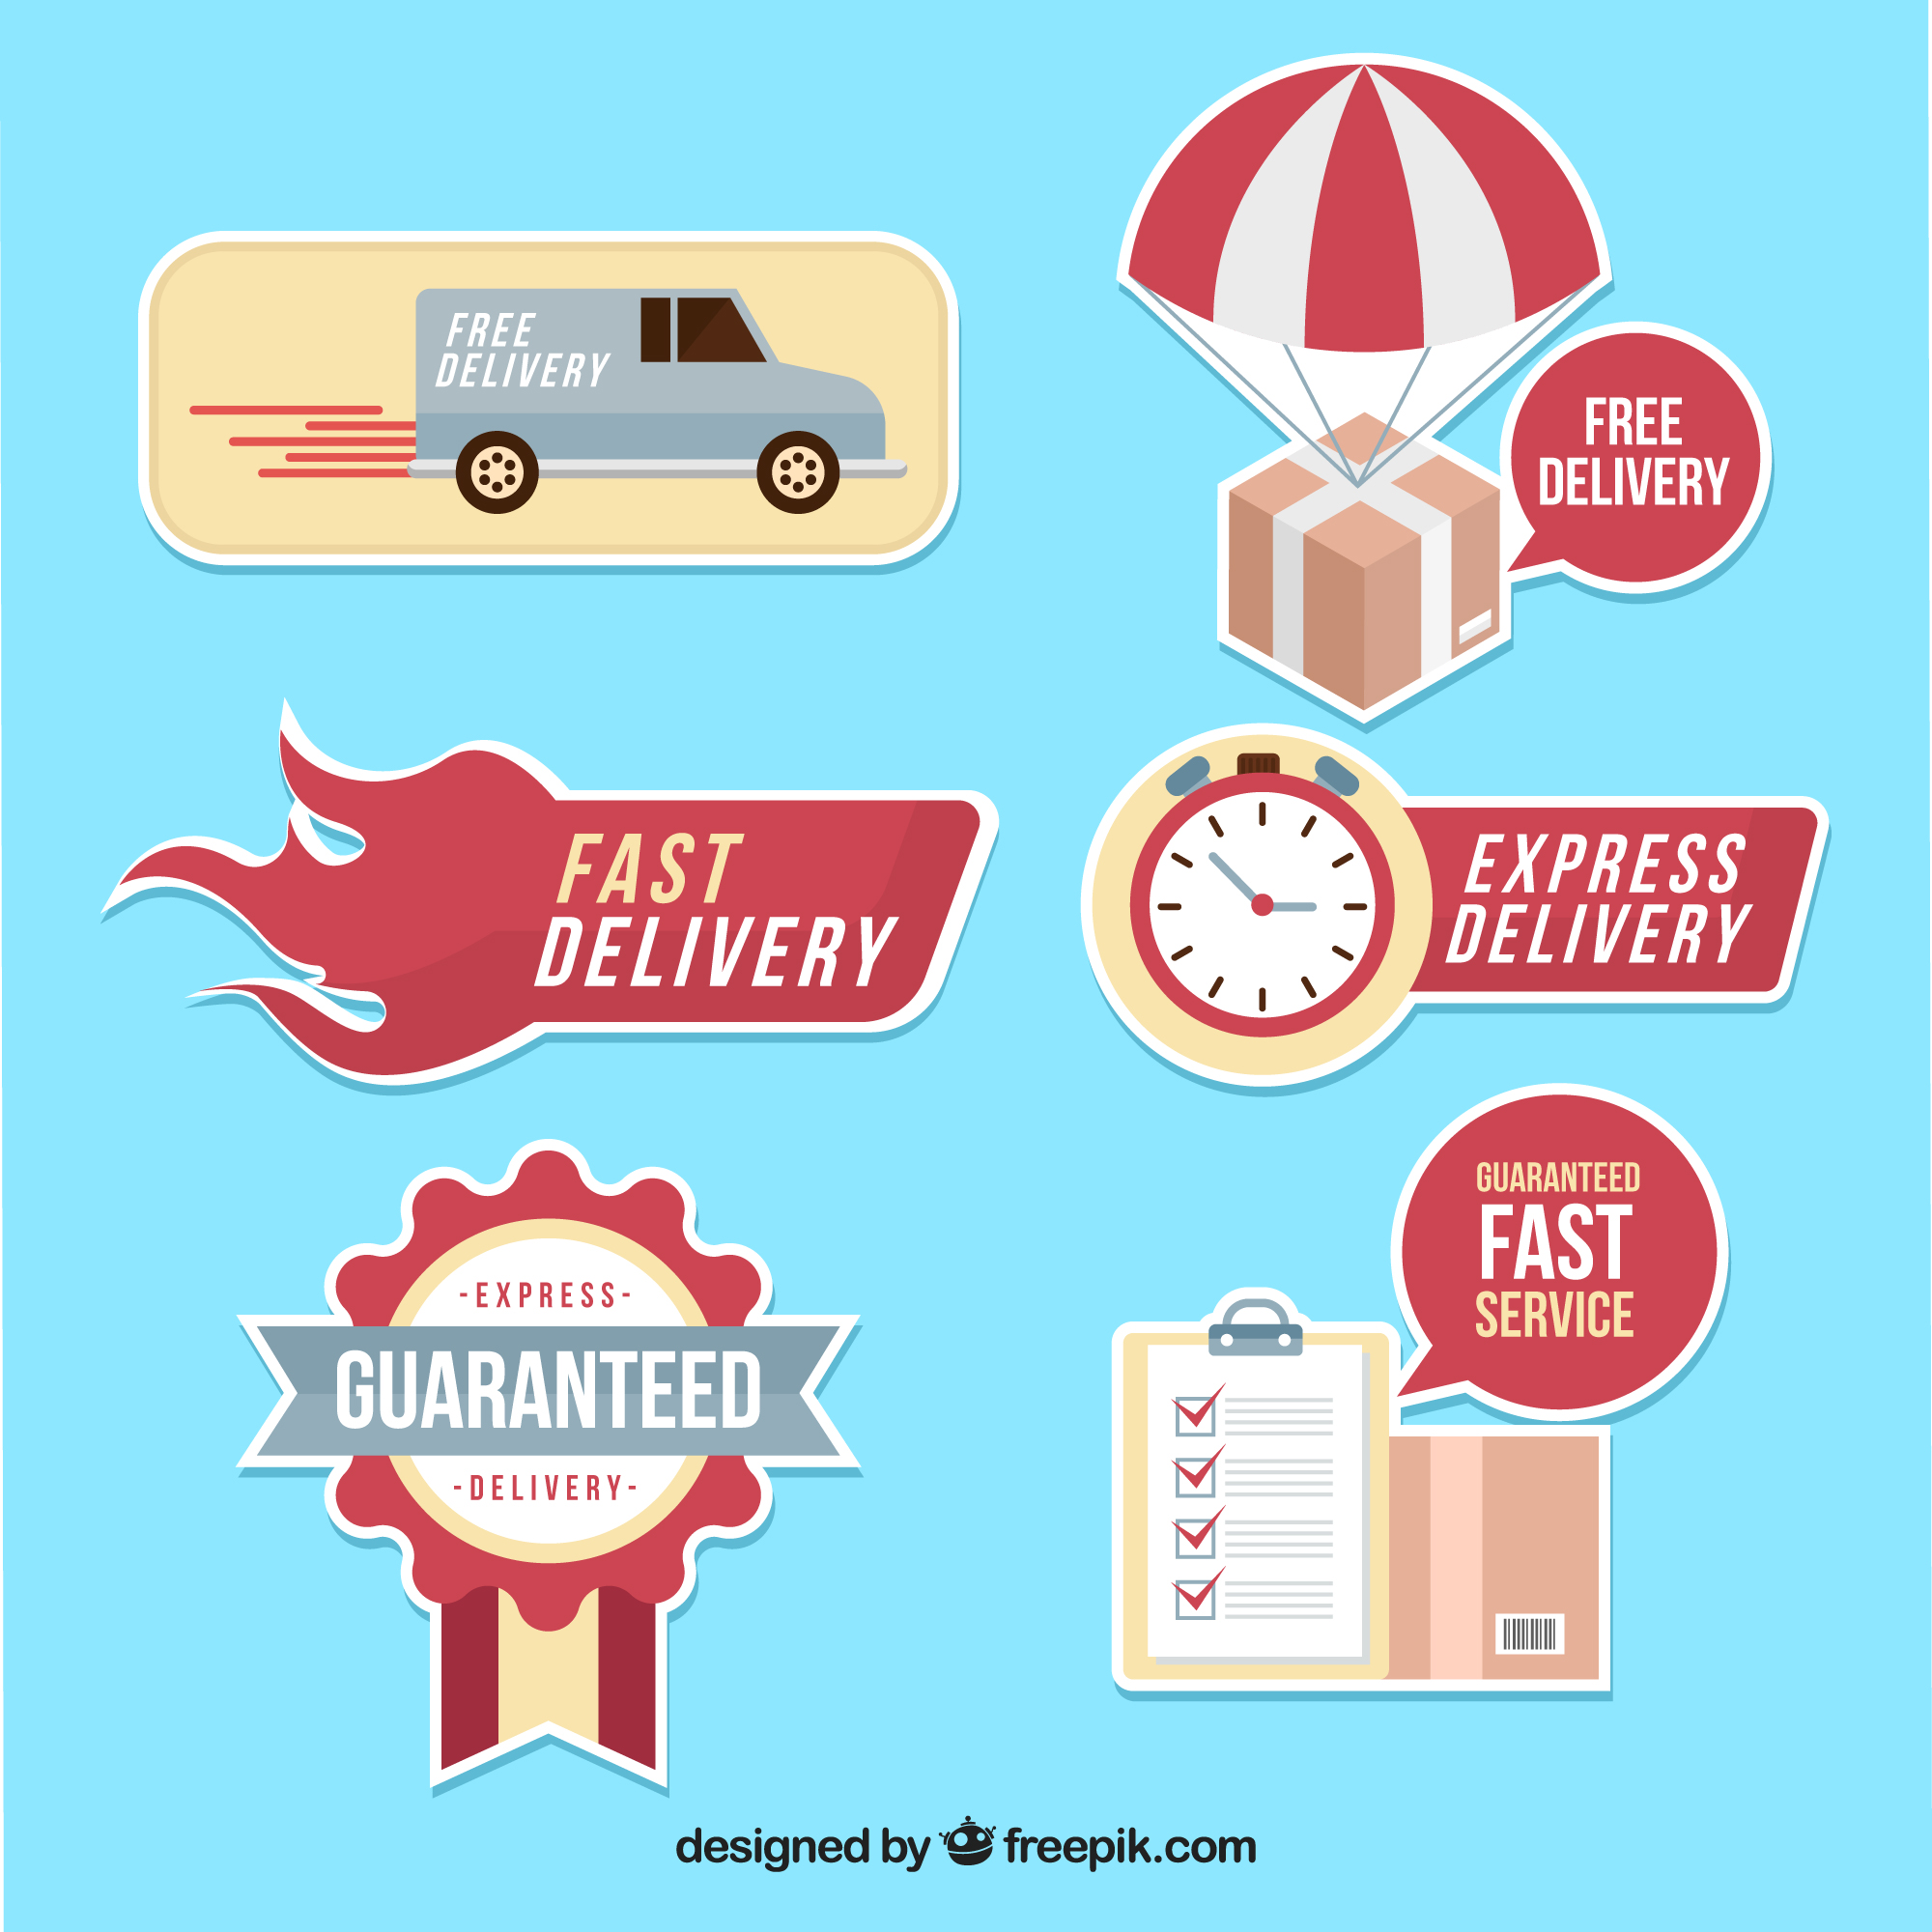 FREE
DELIVERY
FREE
DELIVERY
FAST
DELIVERY
EXPRESS
DELIVERY
-EXPRESS-
GUARANTEED
-DELIVERY-
GUARANTEED
FAST
SERVICE
designed by freepik.com